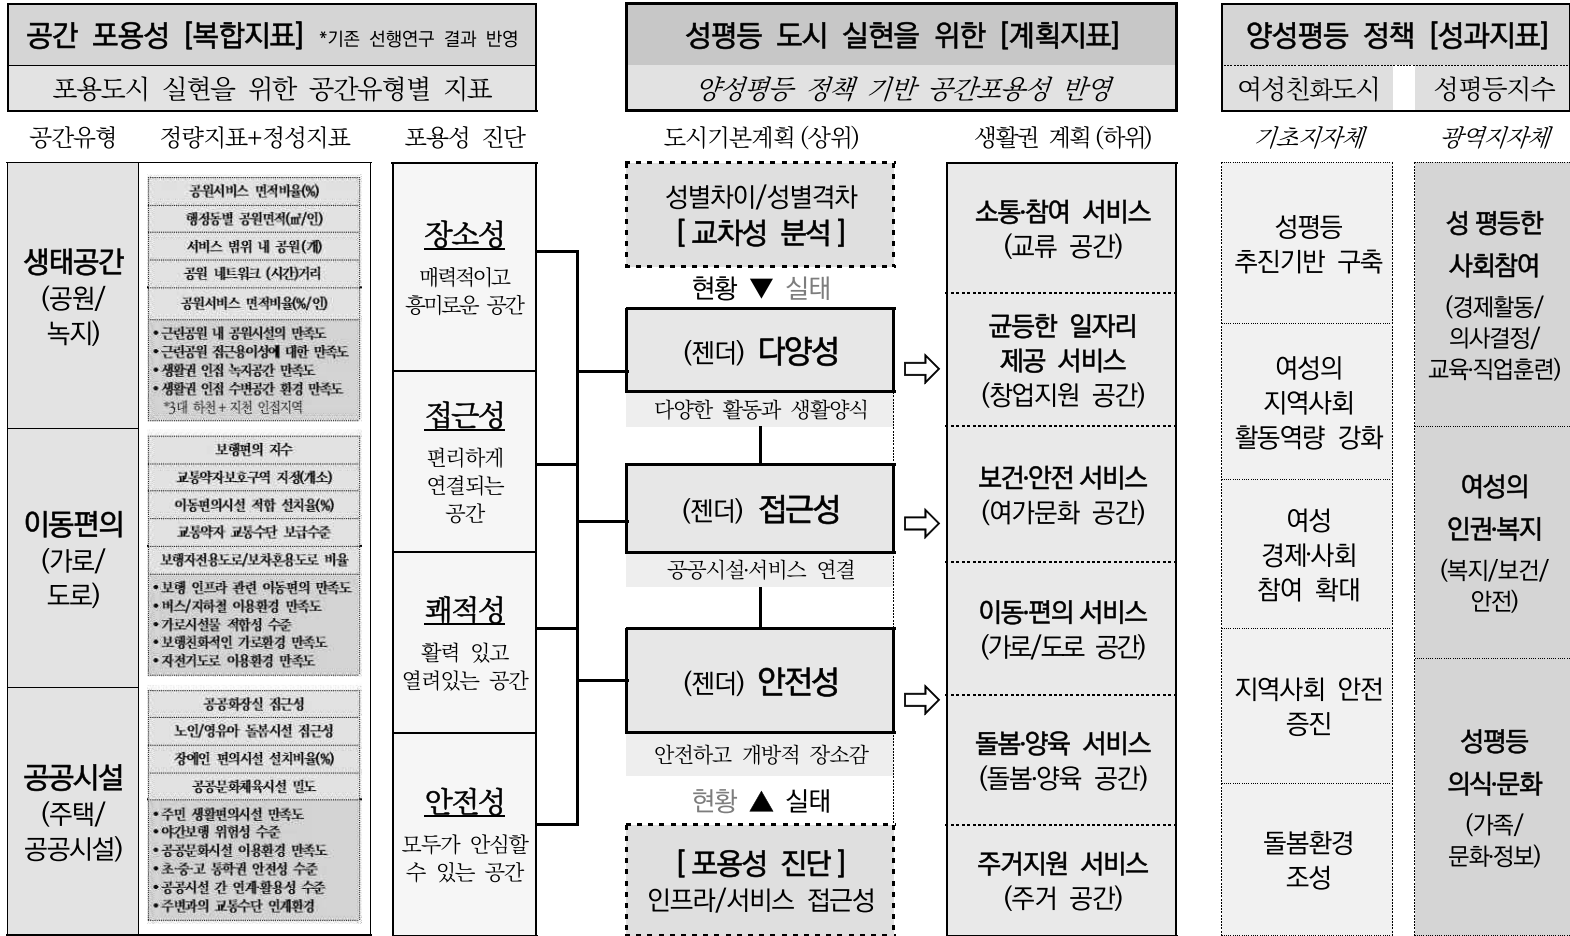 공간 포용성 [복합지표] *기존 선행연구 결과 반영
포용도시 실현을 위한 공간유형별 지표
공간유형
정량지표+정성지표
포용성 진단
생태공간
(공원/
녹지)
공원서비스 면적비율(%)
행정동별 공원면적(㎡/인)
서비스 범위 내 공원(개)
공원 네트워크 (시간)거리
공원서비스 면적비율(%/인)
•근린공원 내 공원시설의 만족도
•근린공원 접근용이성에 대한 만족도
•생활권 인접 녹지공간 만족도
•생활권 인접 수변공간 환경 만족도
*3대 하천+지천 인접지역
이동편의
(가로/
도로)
보행편의 지수
교통약자보호구역 지정(개소)
이동편의시설 적합 설치율(%)
교통약자 교통수단 보급수준
보행자전용도로/보차혼용도로 비율
•보행 인프라 관련 이동편의 만족도
•버스/지하철 이용환경 만족도
•가로시설물 적합성 수준
•보행친화적인 가로환경 만족도
•자전거도로 이용환경 만족도
공공시설
(주택/
공공시설)
공공화장실 접근성
노인/영유아 돌봄시설 접근성
장애인 편의시설 설치비율(%)
공공문화체육시설 밀도
•주민 생활편의시설 만족도
•야간보행 위험성 수준
•공공문화시설 이용환경 만족도
•초·중·고 통학권 안전성 수준
•공공시설 간 연계·활용성 수준
•주변과의 교통수단 연계환경
장소성
매력적이고
흥미로운 공간
접근성
편리하게
연결되는
공간
쾌적성
활력 있고
열려있는 공간
안전성
모두가 안심할
수 있는 공간
성평등 도시 실현을 위한 [계획지표]
양성평등 정책 기반 공간포용성 반영
도시기본계획(상위)
생활권 계획(하위)
성별차이/성별격차
[ 교차성 분석 ]
현황 ▼ 실태
(젠더) 다양성
다양한 활동과 생활양식
(젠더) 접근성
공공시설·서비스 연결
(젠더) 안전성
안전하고 개방적 장소감
현황 ▲ 실태
[ 포용성 진단 ]
인프라/서비스 접근성
소통·참여 서비스
(교류 공간)
균등한 일자리
제공 서비스
(창업지원 공간)
보건·안전 서비스
(여가문화 공간)
이동·편의 서비스
(가로/도로 공간)
돌봄·양육 서비스
(돌봄·양육 공간)
주거지원 서비스
(주거 공간)
양성평등 정책 [성과지표]
여성친화도시
성평등지수
기초지자체
광역지자체
성평등
추진기반 구축
여성의
지역사회
활동역량 강화
여성
경제·사회
참여 확대
지역사회 안전
증진
돌봄환경
조성
성 평등한
사회참여
(경제활동/
의사결정/
교육·직업훈련)
여성의
인권·복지
(복지/보건/
안전)
성평등
의식·문화
(가족/
문화·정보)